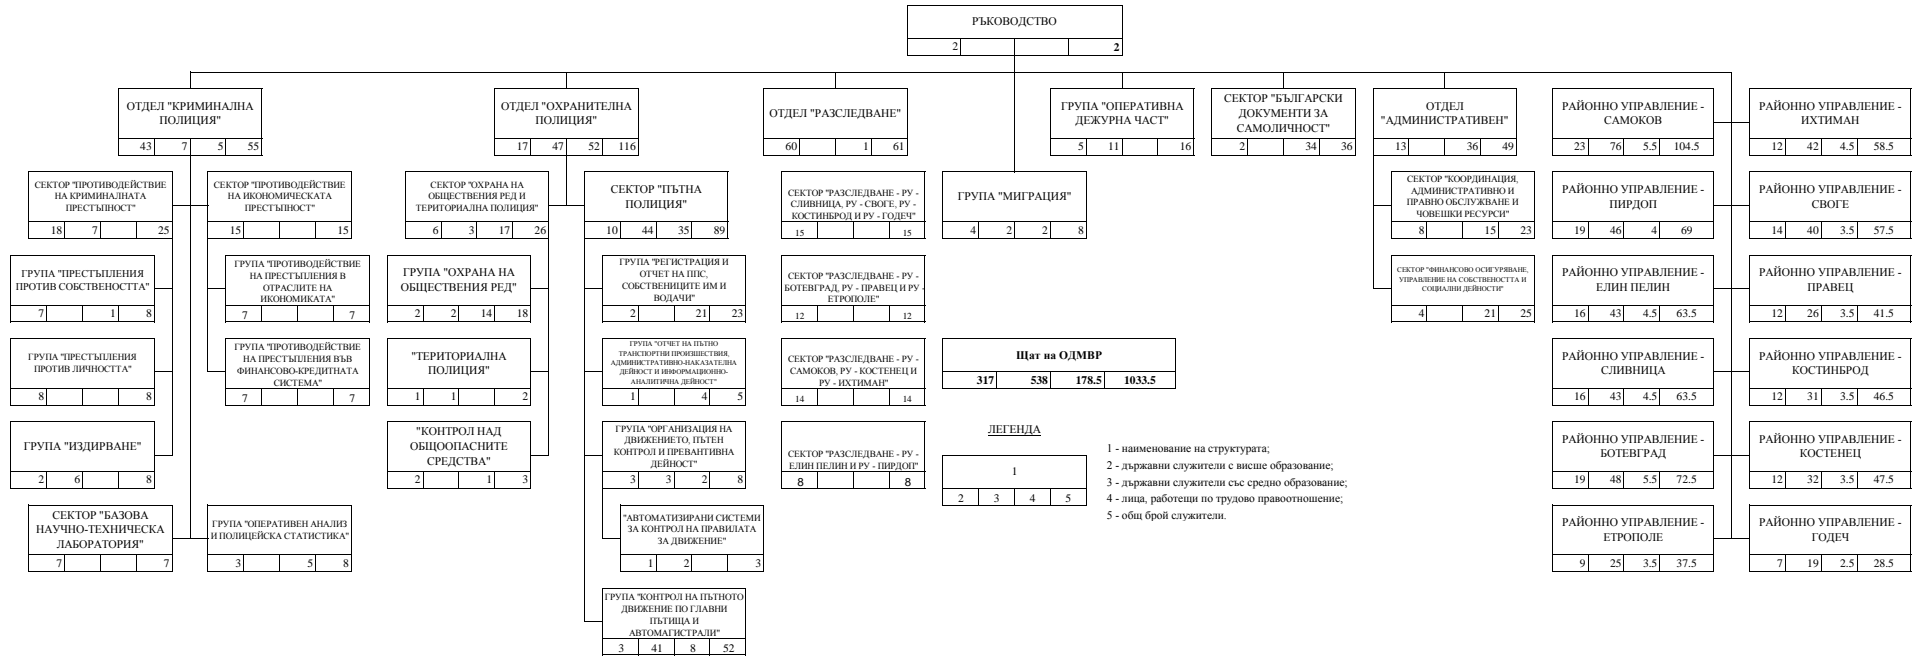 РЪКОВОДСТВО
2 2
ОТДЕЛ "КРИМИНАЛНА
ПОЛИЦИЯ"
43 7 5 55
СЕКТОР "ПРОТИВОДЕЙСТВИЕ
НА КРИМИНАЛНАТА
ПРЕСТЪПНОСТ"
18 7 25
ГРУПА "ПРЕСТЪПЛЕНИЯ
ПРОТИВ СОБСТВЕНОСТТА"
7 1 8
ГРУПА "ПРЕСТЪПЛЕНИЯ
ПРОТИВ ЛИЧНОСТТА"
8 8
ГРУПА "ИЗДИРВАНЕ"
2 6 8
СЕКТОР "БАЗОВА
НАУЧНО-ТЕХНИЧЕСКА
ЛАБОРАТОРИЯ"
7 7
СЕКТОР "ПРОТИВОДЕЙСТВИЕ
НА ИКОНОМИЧЕСКАТА
ПРЕСТЪПНОСТ"
15 15
ГРУПА "ПРОТИВОДЕЙСТВИЕ
НА ПРЕСТЪПЛЕНИЯ В
ОТРАСЛИТЕ НА
ИКОНОМИКАТА"
7 7
ГРУПА "ПРОТИВОДЕЙСТВИЕ
НА ПРЕСТЪПЛЕНИЯ ВЪВ
ФИНАНСОВО-КРЕДИТНАТА
СИСТЕМА"
7 7
ГРУПА "ОПЕРАТИВЕН АНАЛИЗ
И ПОЛИЦЕЙСКА СТАТИСТИКА"
3 5 8
ОТДЕЛ "ОХРАНИТЕЛНА
ПОЛИЦИЯ"
17 47 52 116
СЕКТОР "ОХРАНА НА
ОБЩЕСТВЕНИЯ РЕД И
ТЕРИТОРИАЛНА ПОЛИЦИЯ"
6 3 17 26
ГРУПА "ОХРАНА НА
ОБЩЕСТВЕНИЯ РЕД"
2 2 14 18
"ТЕРИТОРИАЛНА
ПОЛИЦИЯ"
1 1 2
"КОНТРОЛ НАД
ОБЩООПАСНИТЕ
СРЕДСТВА"
2 1 3
СЕКТОР "ПЪТНА
ПОЛИЦИЯ"
10 44 35 89
ГРУПА "РЕГИСТРАЦИЯ И
ОТЧЕТ НА ППС,
СОБСТВЕНИЦИТЕ ИМ И
ВОДАЧИ"
2 21 23
ГРУПА "ОТЧЕТ НА ПЪТНО
ТРАНСПОРТНИ ПРОИЗШЕСТВИЯ,
АДМИНИСТРАТИВНО-НАКАЗАТЕЛНА
ДЕЙНОСТ И ИНФОРМАЦИОННО-
АНАЛИТИЧНА ДЕЙНОСТ"
1 4 5
ГРУПА "ОРГАНИЗАЦИЯ НА
ДВИЖЕНИЕТО, ПЪТЕН
КОНТРОЛ И ПРЕВАНТИВНА
ДЕЙНОСТ"
3 3 2 8
"АВТОМАТИЗИРАНИ СИСТЕМИ
ЗА КОНТРОЛ НА ПРАВИЛАТА
ЗА ДВИЖЕНИЕ"
1 2 3
ГРУПА "КОНТРОЛ НА ПЪТНОТО
ДВИЖЕНИЕ ПО ГЛАВНИ
ПЪТИЩА И
АВТОМАГИСТРАЛИ"
3 41 8 52
ОТДЕЛ "РАЗСЛЕДВАНЕ"
60 1 61
СЕКТОР "РАЗСЛЕДВАНЕ - РУ -
СЛИВНИЦА, РУ - СВОГЕ, РУ -
КОСТИНБРОД И РУ - ГОДЕЧ"
15 15
СЕКТОР "РАЗСЛЕДВАНЕ - РУ -
БОТЕВГРАД, РУ - ПРАВЕЦ И РУ -
ЕТРОПОЛЕ"
12 12
СЕКТОР "РАЗСЛЕДВАНЕ - РУ -
САМОКОВ, РУ - КОСТЕНЕЦ И
РУ - ИХТИМАН"
14 14
СЕКТОР "РАЗСЛЕДВАНЕ - РУ -
ЕЛИН ПЕЛИН И РУ - ПИРДОП"
8 8
ГРУПА "МИГРАЦИЯ"
4 2 2 8
Щат на ОДМВР
317 538 178.5 1033.5
ЛЕГЕНДА
1
2 3 4 5
1 - наименование на структурата;
2 - държавни служители с висше образование;
3 - държавни служители със средно образование;
4 - лица, работещи по трудово правоотношение;
5 - общ брой служители.
ГРУПА "ОПЕРАТИВНА
ДЕЖУРНА ЧАСТ"
5 11 16
СЕКТОР "БЪЛГАРСКИ
ДОКУМЕНТИ ЗА
САМОЛИЧНОСТ"
2 34 36
ОТДЕЛ
"АДМИНИСТРАТИВЕН"
13 36 49
СЕКТОР "КООРДИНАЦИЯ,
АДМИНИСТРАТИВНО И
ПРАВНО ОБСЛУЖВАНЕ И
ЧОВЕШКИ РЕСУРСИ"
8 15 23
СЕКТОР "ФИНАНСОВО ОСИГУРЯВАНЕ,
УПРАВЛЕНИЕ НА СОБСТВЕНОСТТА И
СОЦИАЛНИ ДЕЙНОСТИ"
4 21 25
РАЙОННО УПРАВЛЕНИЕ -
САМОКОВ
23 76 5.5 104.5
РАЙОННО УПРАВЛЕНИЕ -
ИХТИМАН
12 42 4.5 58.5
РАЙОННО УПРАВЛЕНИЕ -
ПИРДОП
19 46 4 69
РАЙОННО УПРАВЛЕНИЕ -
СВОГЕ
14 40 3.5 57.5
РАЙОННО УПРАВЛЕНИЕ -
ЕЛИН ПЕЛИН
16 43 4.5 63.5
РАЙОННО УПРАВЛЕНИЕ -
ПРАВЕЦ
12 26 3.5 41.5
РАЙОННО УПРАВЛЕНИЕ -
СЛИВНИЦА
16 43 4.5 63.5
РАЙОННО УПРАВЛЕНИЕ -
КОСТИНБРОД
12 31 3.5 46.5
РАЙОННО УПРАВЛЕНИЕ -
БОТЕВГРАД
19 48 5.5 72.5
РАЙОННО УПРАВЛЕНИЕ -
КОСТЕНЕЦ
12 32 3.5 47.5
РАЙОННО УПРАВЛЕНИЕ -
ЕТРОПОЛЕ
9 25 3.5 37.5
РАЙОННО УПРАВЛЕНИЕ -
ГОДЕЧ
7 19 2.5 28.5